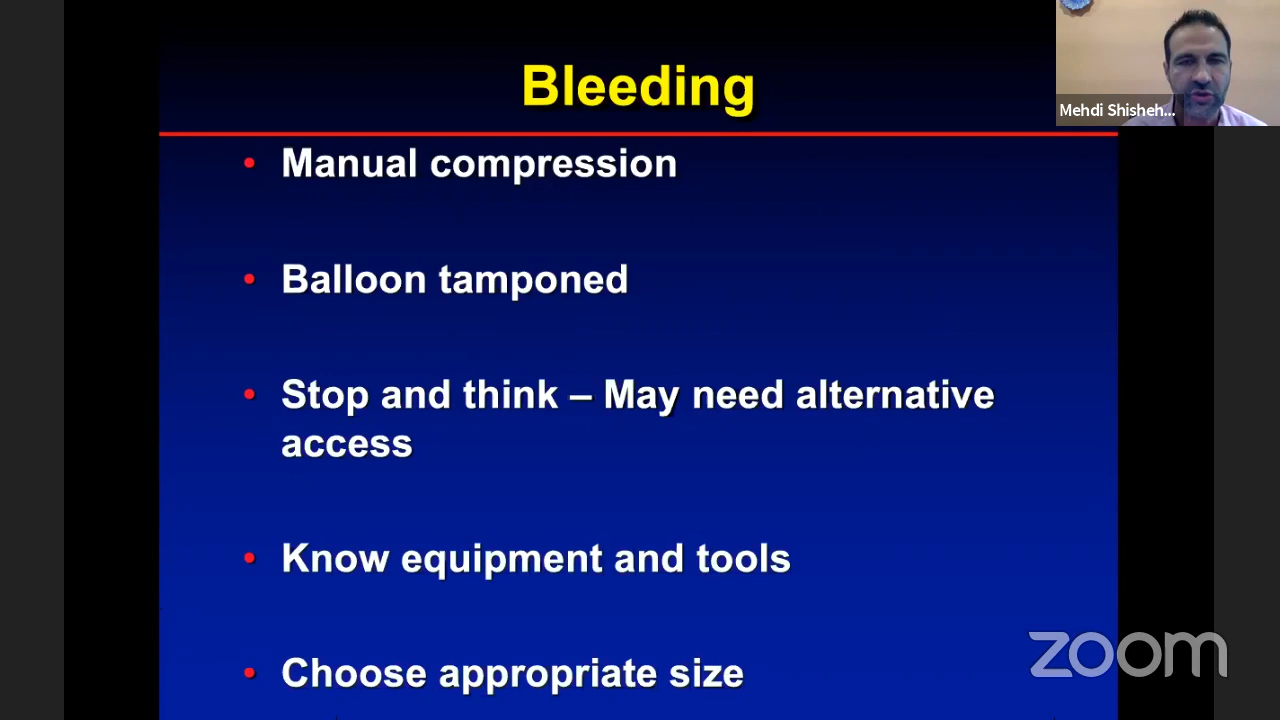 Bleeding
Mehdi Shisheh...
• Manual compression
• Balloon tamponed
• Stop and think – May need alternative
access
• Know equipment and tools
• Choose appropriate size
zoom